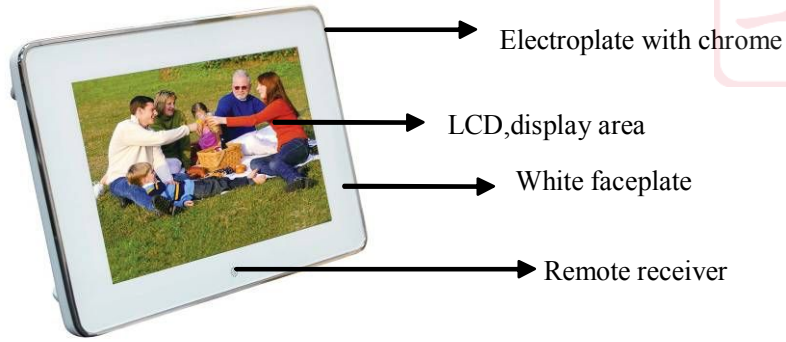 Electroplate with chrome
LCD,display area
White faceplate
Remote receiver